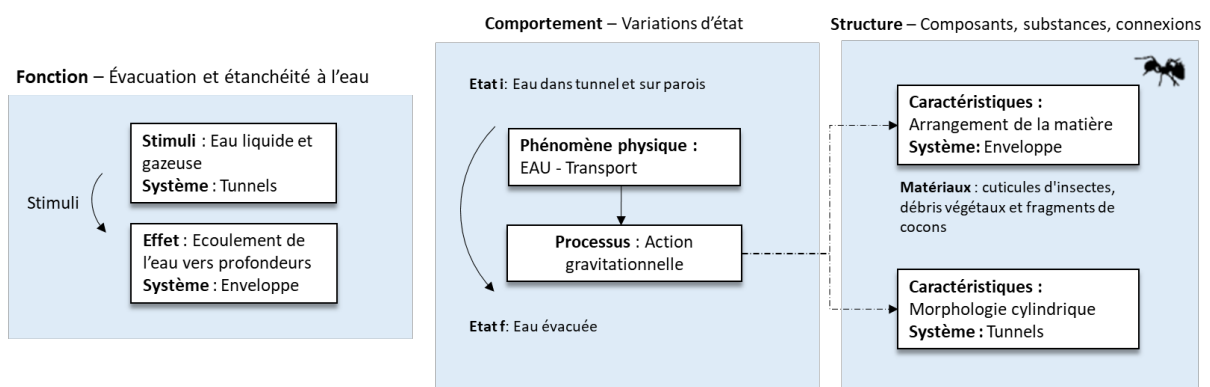 Fonction – Évacuation et étanchéité à l'eau
Stimuli
Stimuli : Eau liquide et
gazeuse
Système : Tunnels
Effet : Ecoulement de
l'eau vers profondeurs
Système : Enveloppe
Comportement – Variations d'état
Etat i: Eau dans tunnel et sur parois
Phénomène physique :
EAU - Transport
Processus : Action
gravitationnelle
Etat f: Eau évacuée
Structure – Composants, substances, connexions
Caractéristiques :
Arrangement de la matière
Système: Enveloppe
Matériaux : cuticules d'insectes,
débris végétaux et fragments de
cocons
Caractéristiques :
Morphologie cylindrique
Système : Tunnels